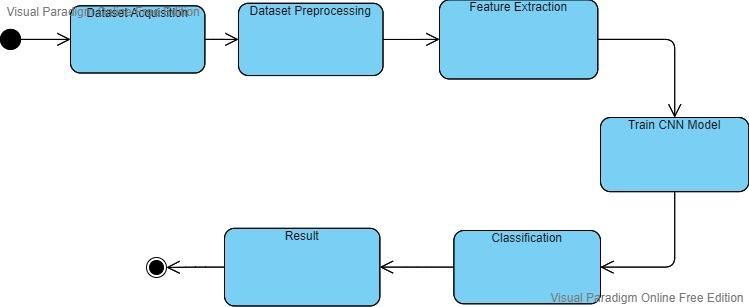 Visual Paradigm Online Free Edition
Dataset Acquisition
Dataset Preprocessing
Feature Extraction
Train CNN Model
Classification
Result
Visual Paradigm Online Free Edition